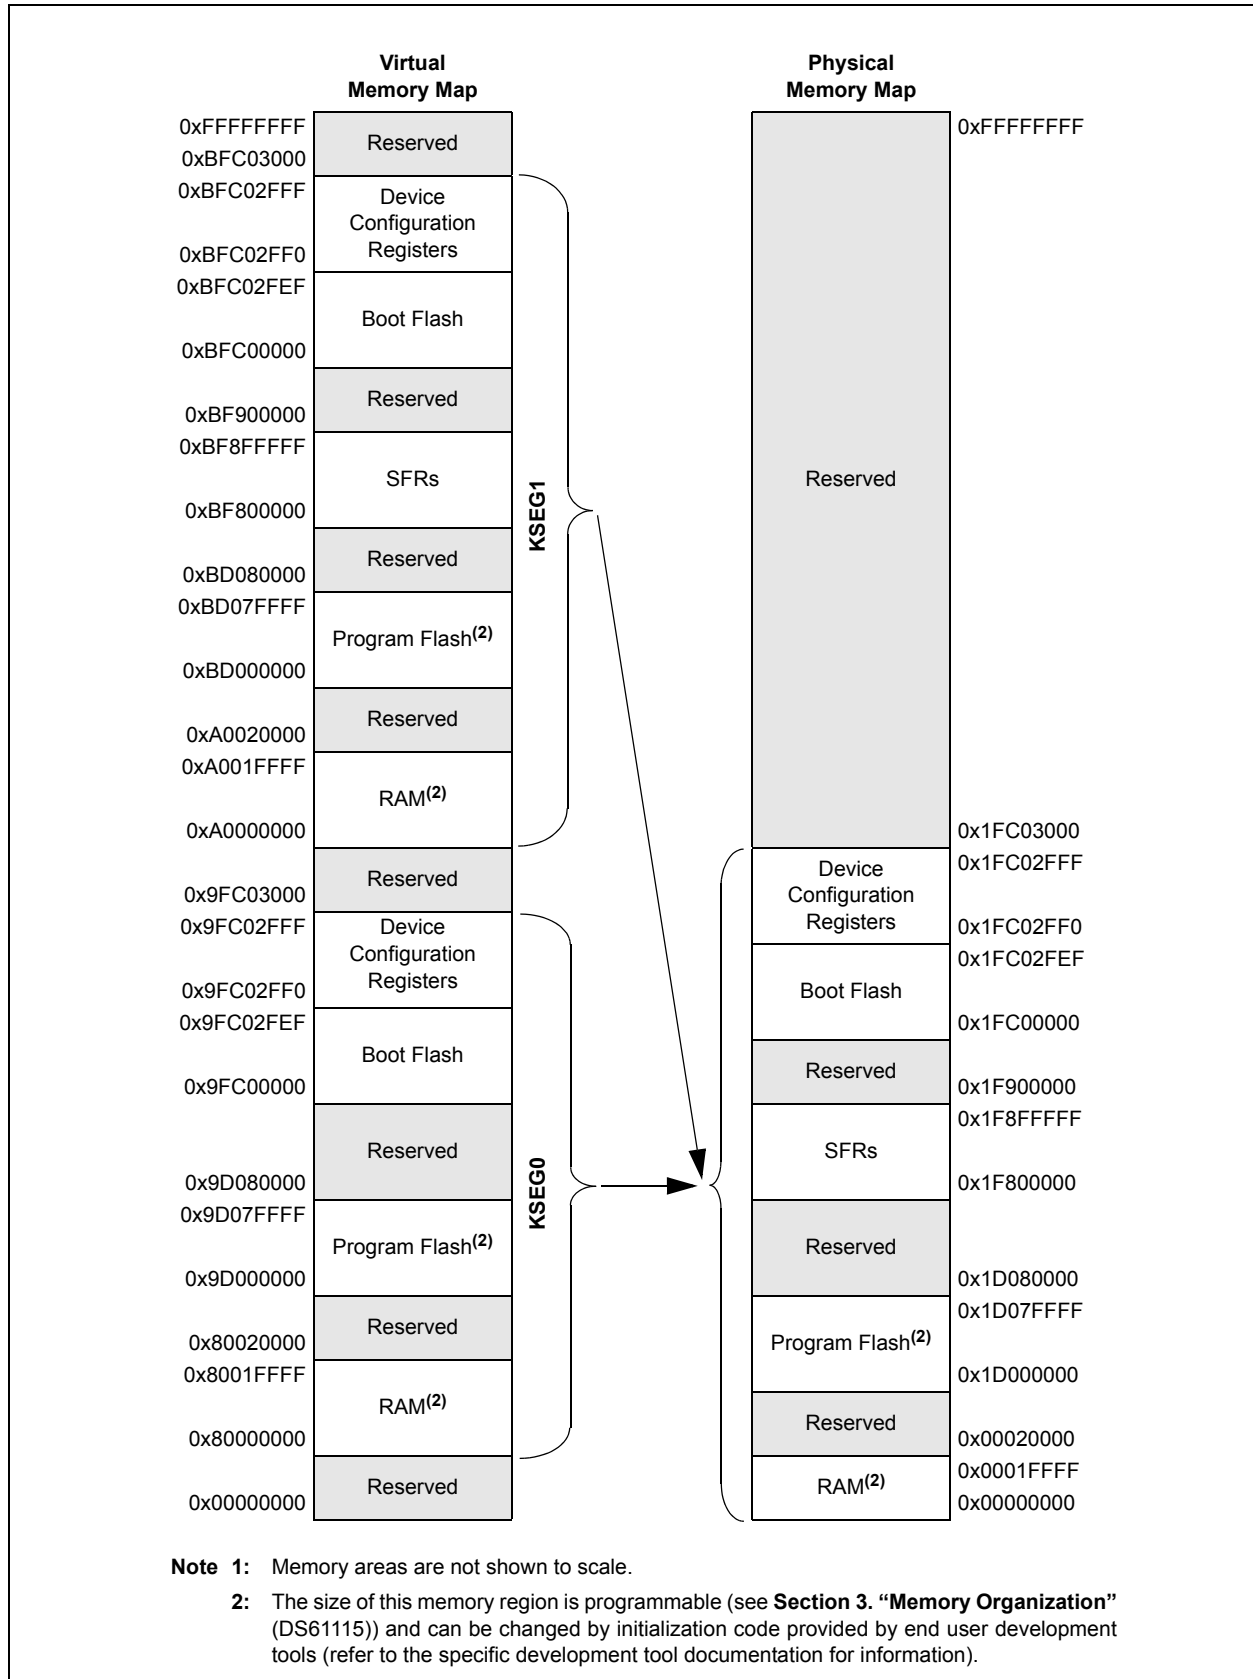 Virtual
Memory Map
0xFFFFFFFF
Reserved
0xBFC03000
0xBFC02FFF
Device
Configuration
Registers
0xBFC02FF0
0xBFC02FEF
Boot Flash
0xBFC00000
Reserved
0xBF900000
0xBF8FFFFF
SFRs
0xBF800000
Reserved
0xBD080000
0xBD07FFFF
Program Flash(2)
0xBD000000
Reserved
0xA0020000
0xA001FFFF
RAM(2)
0xA0000000
KSEG1
Reserved
0x9FC03000
0x9FC02FFF
Device
Configuration
Registers
0x9FC02FF0
0x9FC02FEF
Boot Flash
0x9FC00000
Reserved
0x9D080000
0x9D07FFFF
Program Flash(2)
0x9D000000
Reserved
0x80020000
0x8001FFFF
RAM(2)
0x80000000
KSEG0
Reserved
0x00000000
Physical
Memory Map
0xFFFFFFFF
Reserved
0x1FC03000
0x1FC02FFF
Device
Configuration
Registers
0x1FC02FF0
0x1FC02FEF
Boot Flash
0x1FC00000
Reserved
0x1F900000
0x1F8FFFFF
SFRs
0x1F800000
Reserved
0x1D080000
0x1D07FFFF
Program Flash(2)
0x1D000000
Reserved
0x00020000
0x0001FFFF
RAM(2)
0x00000000
Note 1: Memory areas are not shown to scale.
2: The size of this memory region is programmable (see Section 3. “Memory Organization”
(DS61115)) and can be changed by initialization code provided by end user development
tools (refer to the specific development tool documentation for information).